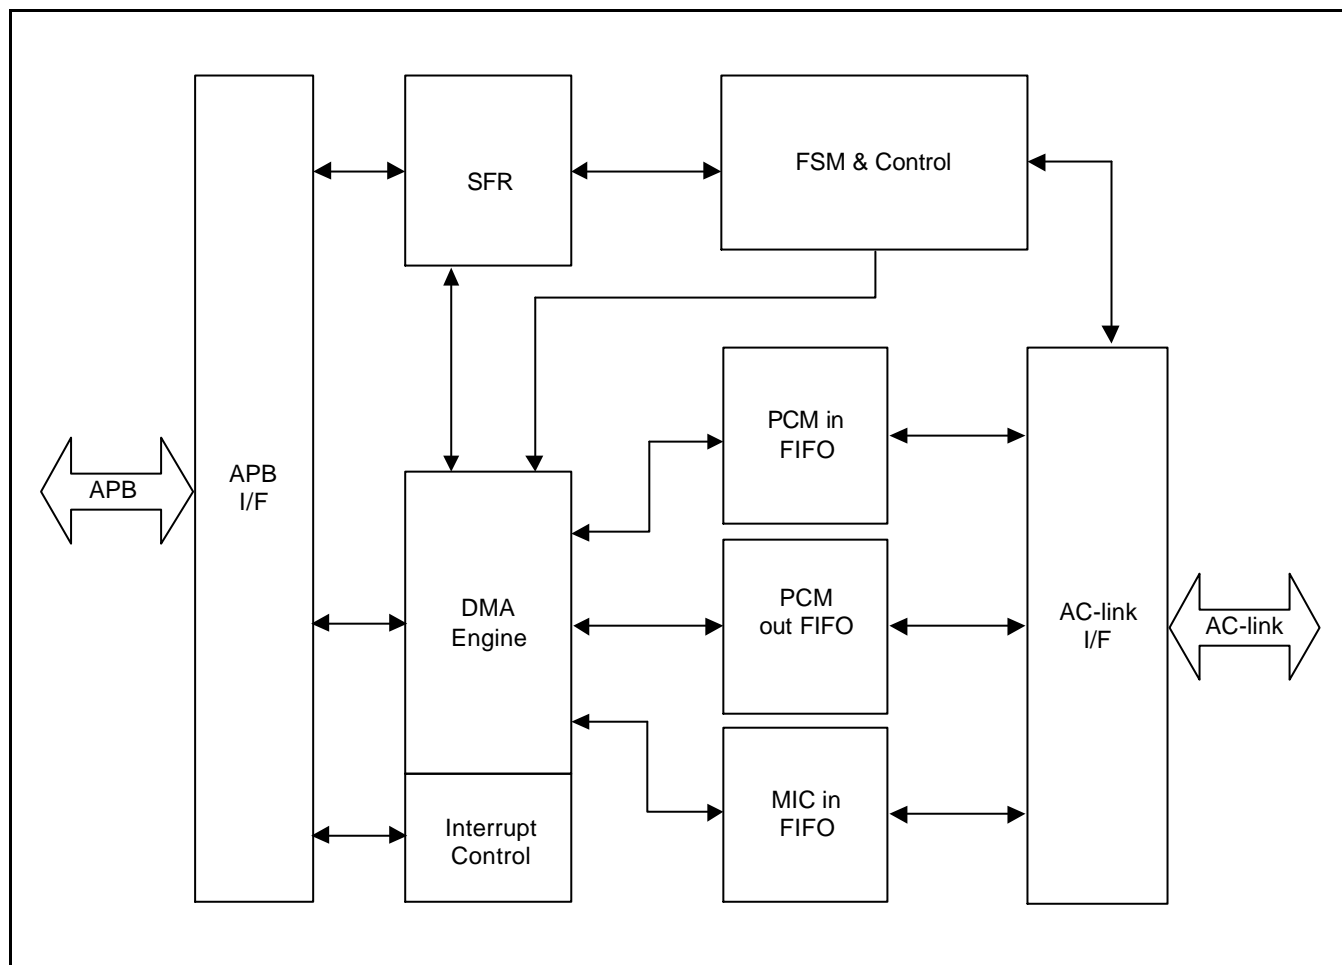 SFR
FSM & Control
APB
APB
I/F
PCM in
FIFO
DMA
Engine
PCM
out FIFO
AC-link
I/F
AC-link
Interrupt
Control
MIC in
FIFO